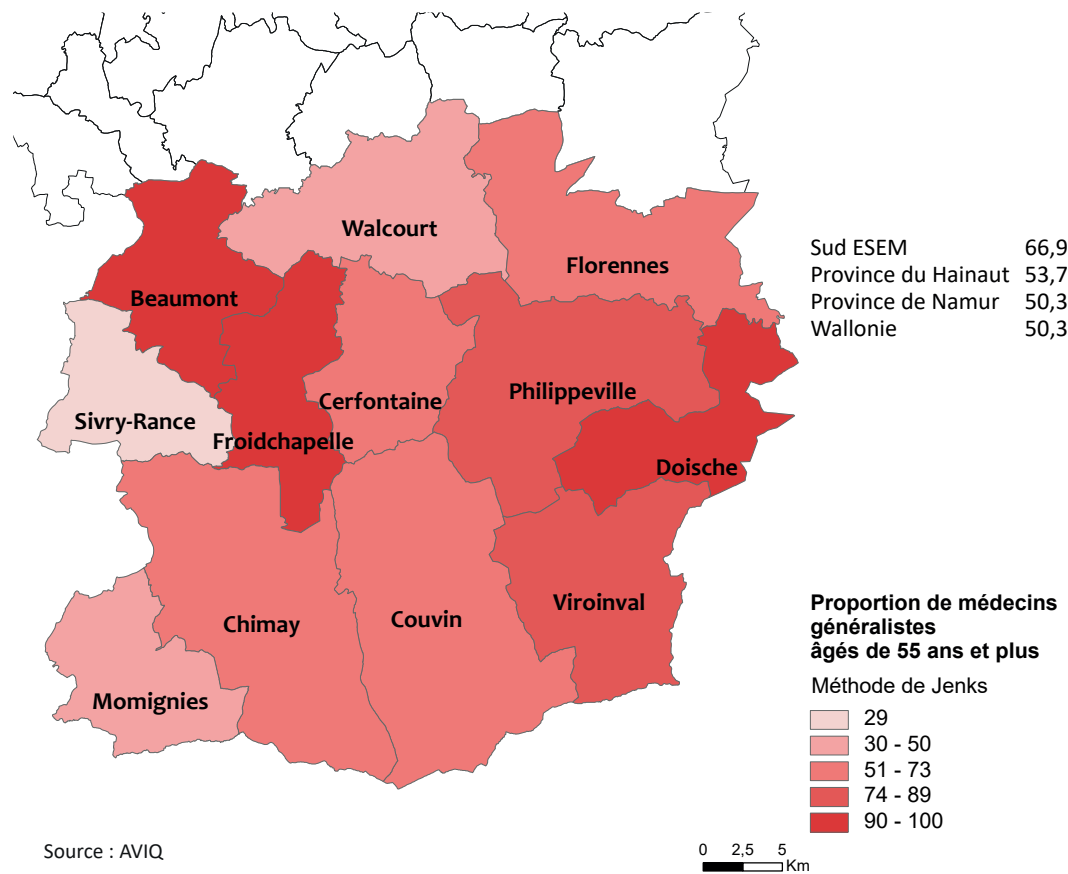 Walcourt
Florennes
Beaumont
Sivry-Rance
Froidchapelle
Cerfontaine
Philippeville
Doische
Chimay
Couvin
Viroinval
Momignies
Sud ESEM 66,9
Province du Hainaut 53,7
Province de Namur 50,3
Wallonie 50,3
Proportion de médecins
généralistes
âgés de 55 ans et plus
Méthode de Jenks
29
30 - 50
51 - 73
74 - 89
90 - 100
Source : AVIQ
0 2,5 5
Km